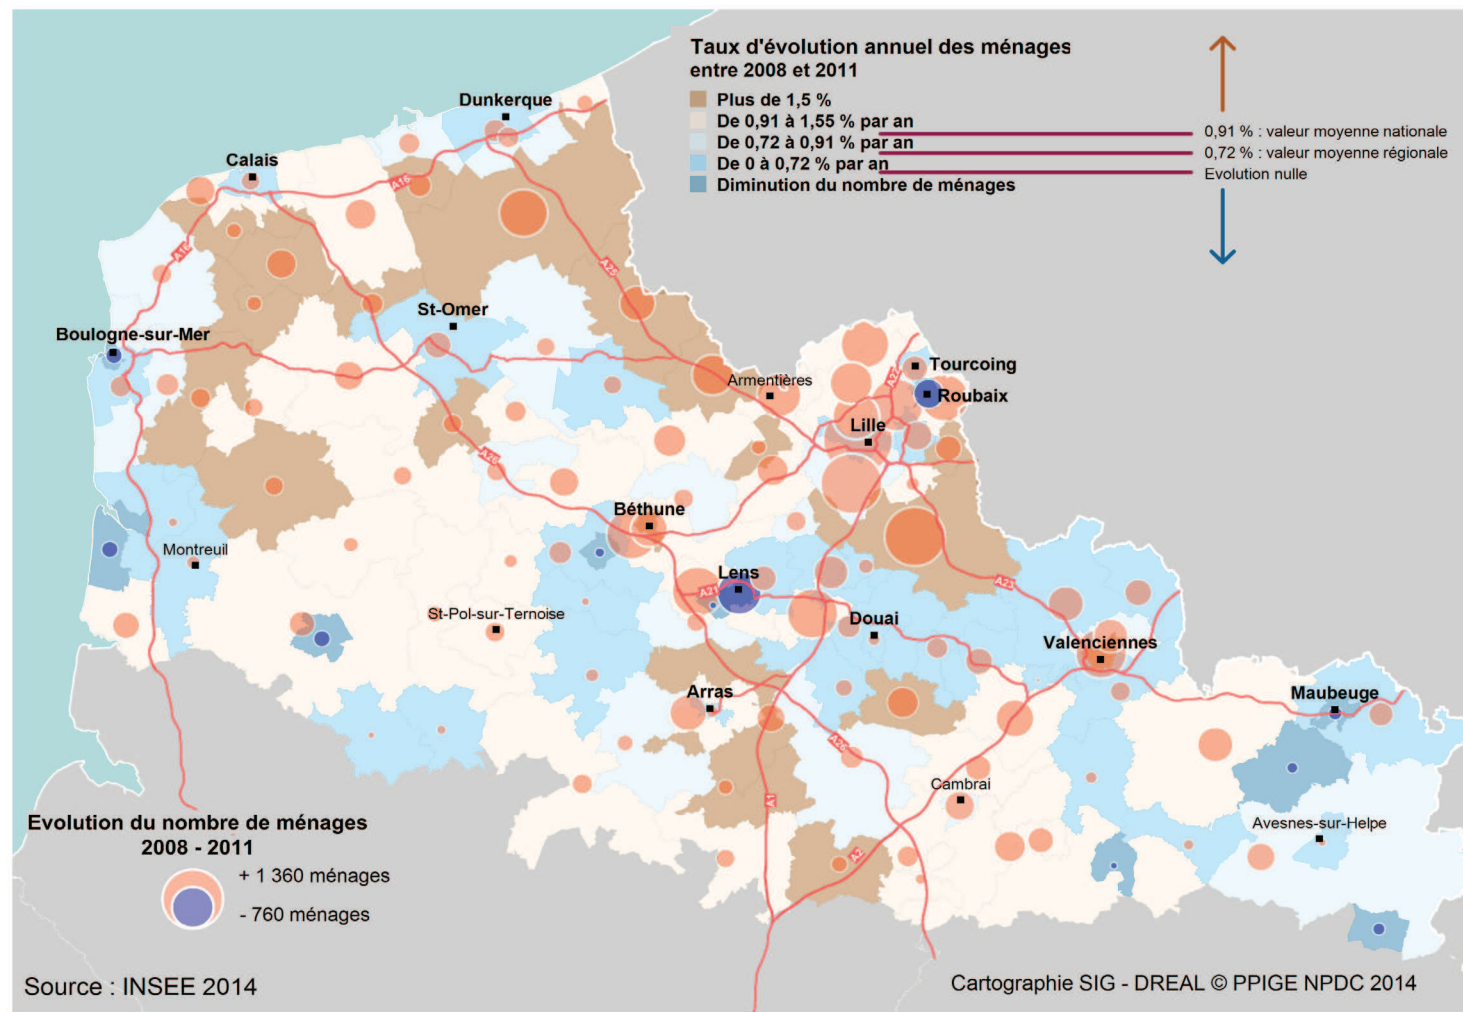 Taux d'évolution annuel des ménages
entre 2008 et 2011
Plus de 1,5 %
De 0,91 à 1,55 % par an
De 0,72 à 0,91 % par an
De 0 à 0,72 % par an
Diminution du nombre de ménages
0,91 % : valeur moyenne nationale
0,72 % : valeur moyenne régionale
Evolution nulle
Dunkerque
Calais
A16
A16
A25
St-Omer
Boulogne-sur-Mer
Armentières
Tourcoing
Roubaix
Lille
A26
Béthune
Montreuil
Lens
A21
A23
St-Pol-sur-Ternoise
Douai
Valenciennes
Arras
Maubeuge
A26
Cambrai
A1
A2
Avesnes-sur-Helpe
Evolution du nombre de ménages
2008 - 2011
+ 1 360 ménages
- 760 ménages
Source : INSEE 2014
Cartographie SIG - DREAL © PPIGE NPDC 2014